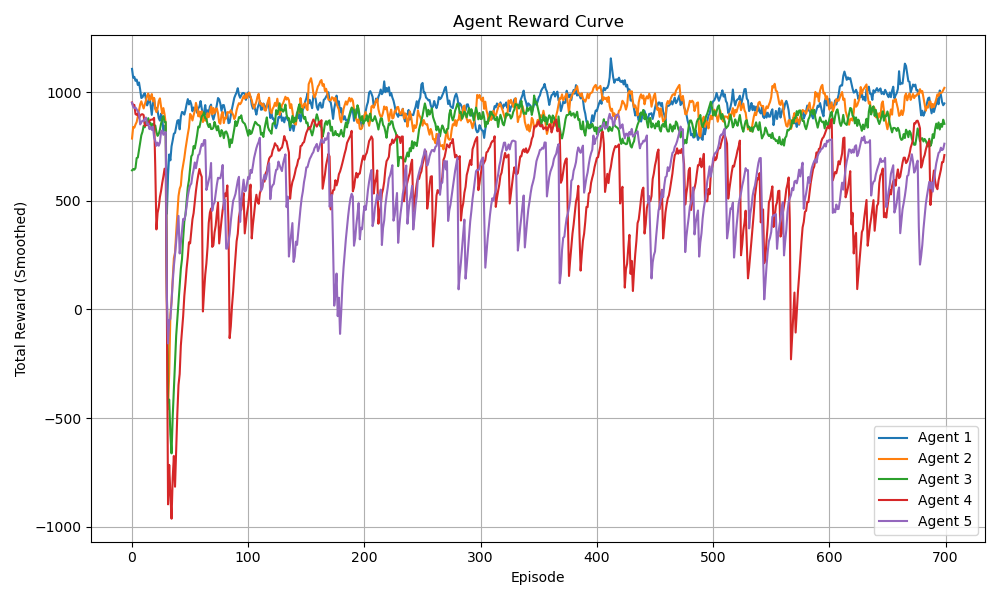 Agent Reward Curve
Total Reward (Smoothed)
1000
500
0
−500
−1000
0 100 200 300 400 500 600 700
Episode
Agent 1
Agent 2
Agent 3
Agent 4
Agent 5